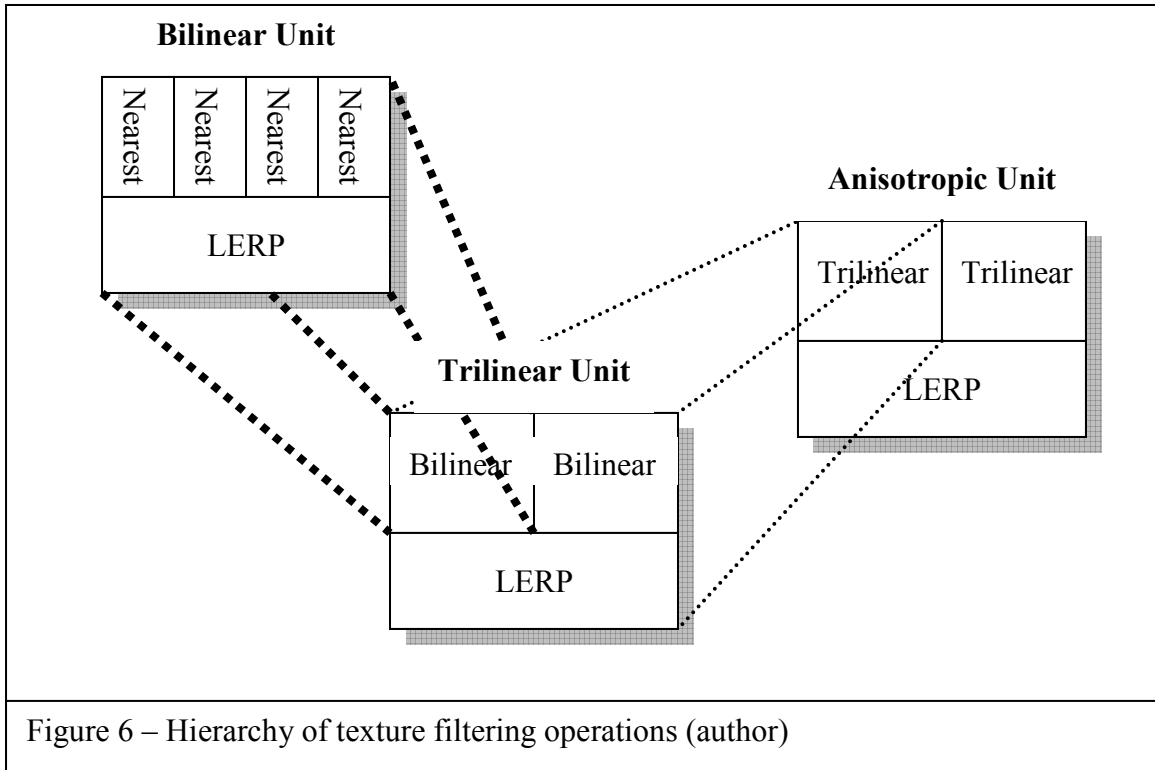 Bilinear Unit
Nearest
Nearest
Nearest
Nearest
LERP
Anisotropic Unit
Trilinear
Trilinear
LERP
Trilinear Unit
Bilinear
Bilinear
LERP
Figure 6 – Hierarchy of texture filtering operations (author)